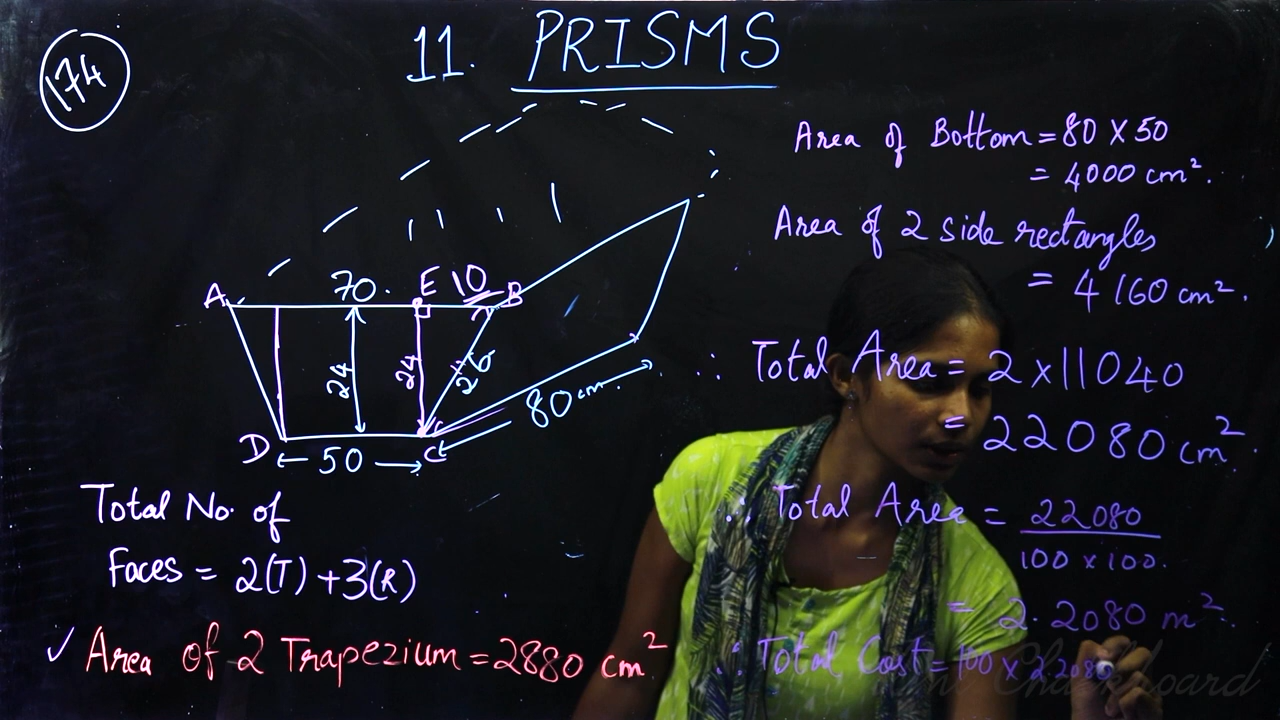 174
11. PRISMS
A 70. E 10 B
24
24
26
80 cm.
D 50 C
Total No. of
Faces = 2(T) + 3(R)
✓ Area of 2 Trapezium = 2880 cm²
Area of Bottom = 80 X 50
= 4000 cm².
Area of 2 side rectangles
= 4160 cm².
∴ Total Area = 2 x 11040
= 22080 cm².
∴ Total Area = 22080
100 x 100.
= 2.2080 m².
∴ Total Cost = 100 x 2.2080